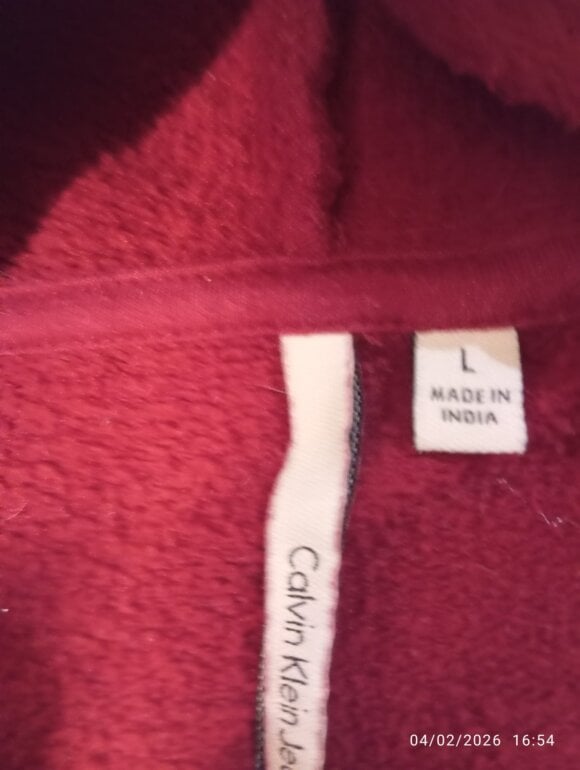 L
MADE IN
INDIA
Calvin Klein
04/02/2026 16:54